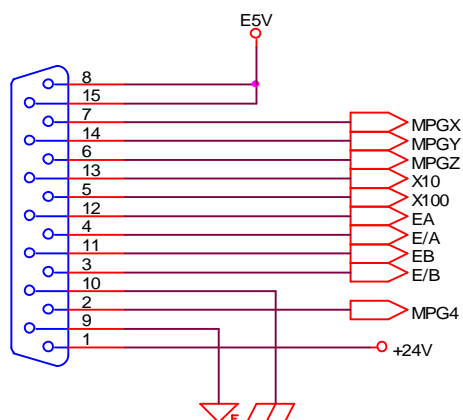 E5V
8
15
7 MPGX
14 MPGY
6 MPGZ
13 X10
5 X100
12 EA
4 E/A
11 EB
3 E/B
10
2 MPG4
9
1 +24V